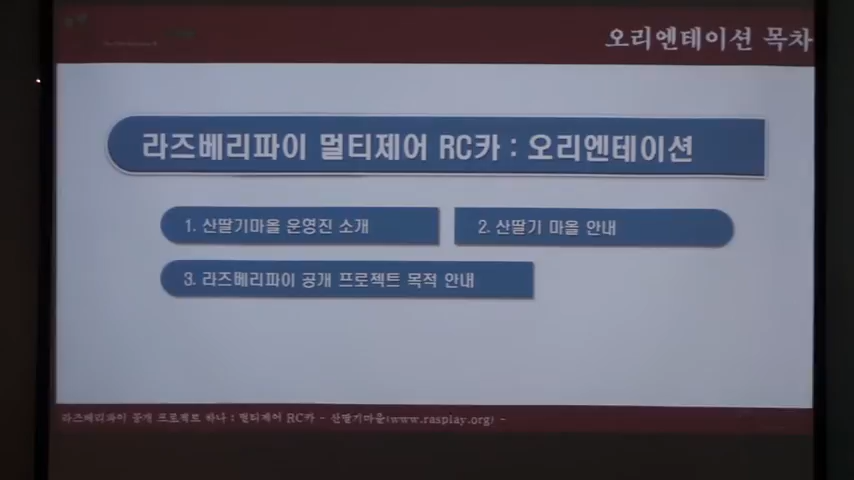 오리엔테이션 목차
라즈베리파이 멀티제어 RC카 : 오리엔테이션
1. 산딸기마을 운영진 소개
2. 산딸기 마을 안내
3. 라즈베리파이 공개 프로젝트 목적 안내
라즈베리파이 공개 프로젝트 하나 : 멀티제어 RC카 - 산딸기마을(www.rasplay.org) -